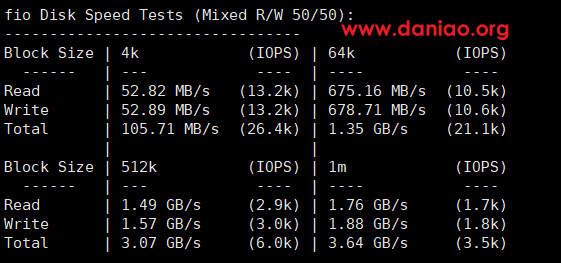 fio Disk Speed Tests (Mixed R/W 50/50):
www.daniao.org
---------------------------------
Block Size | 4k            (IOPS) | 64k           (IOPS)
  ------   | ---            ----  | ----           ----
Read       | 52.82 MB/s   (13.2k) | 675.16 MB/s  (10.5k)
Write      | 52.89 MB/s   (13.2k) | 678.71 MB/s  (10.6k)
Total      | 105.71 MB/s  (26.4k) | 1.35 GB/s    (21.1k)
           |                      |
Block Size | 512k          (IOPS) | 1m            (IOPS)
  ------   | ---            ----  | ----           ----
Read       | 1.49 GB/s     (2.9k) | 1.76 GB/s     (1.7k)
Write      | 1.57 GB/s     (3.0k) | 1.88 GB/s     (1.8k)
Total      | 3.07 GB/s     (6.0k) | 3.64 GB/s     (3.5k)